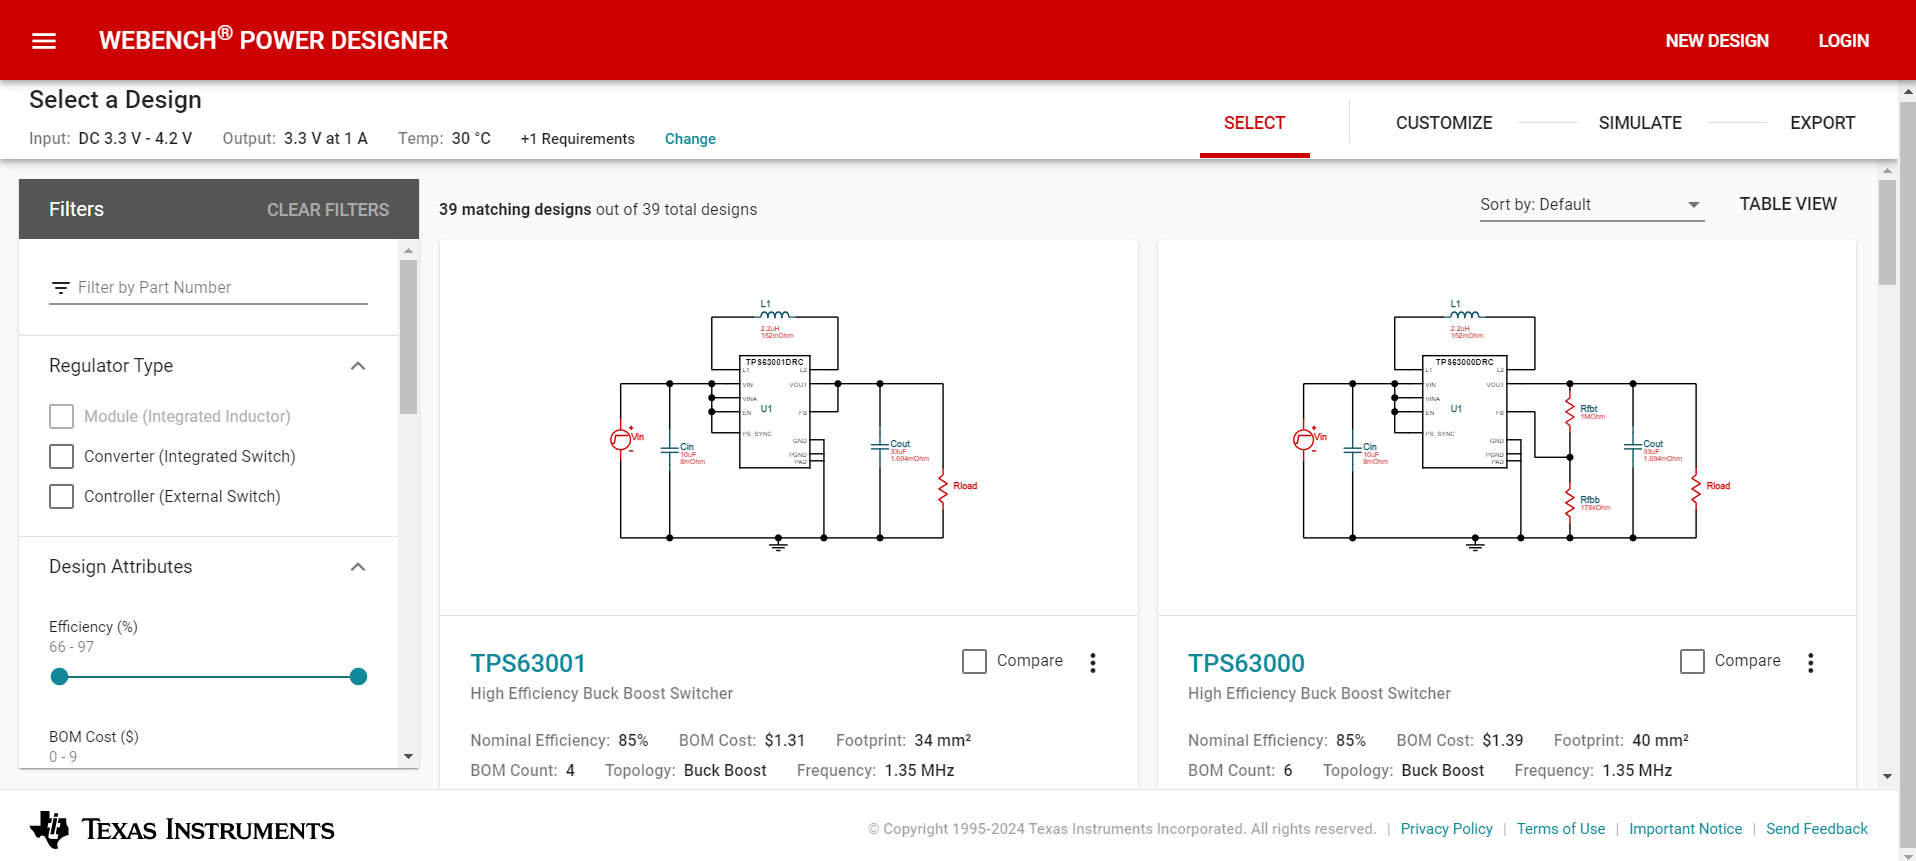 WEBENCH® POWER DESIGNER
NEW DESIGN
LOGIN
Select a Design
Input: DC 3.3 V - 4.2 V Output: 3.3 V at 1 A Temp: 30 °C +1 Requirements Change
SELECT
CUSTOMIZE
SIMULATE
EXPORT
Filters
CLEAR FILTERS
Filter by Part Number
Regulator Type
Module (Integrated Inductor)
Converter (Integrated Switch)
Controller (External Switch)
Design Attributes
Efficiency (%)
66 - 97
BOM Cost ($)
0 - 9
39 matching designs out of 39 total designs
Sort by: Default
TABLE VIEW
L1
2.2uH
152mOhm
TPS63001DRC
L1
L2
VIN
VOUT
VINA
U1
EN
FB
PS_SYNC
GND
PGND
PAD
Vin
Cin
10uF
8mOhm
Cout
33uF
1.694mOhm
Rload
TPS63001
Compare
High Efficiency Buck Boost Switcher
Nominal Efficiency: 85% BOM Cost: $1.31 Footprint: 34 mm²
BOM Count: 4 Topology: Buck Boost Frequency: 1.35 MHz
L1
2.2uH
152mOhm
TPS63000DRC
L1
L2
VIN
VOUT
VINA
U1
EN
FB
PS_SYNC
GND
PGND
PAD
Vin
Cin
10uF
8mOhm
Rfbt
1MOhm
Cout
33uF
1.694mOhm
Rfbb
178kOhm
Rload
TPS63000
Compare
High Efficiency Buck Boost Switcher
Nominal Efficiency: 85% BOM Cost: $1.39 Footprint: 40 mm²
BOM Count: 6 Topology: Buck Boost Frequency: 1.35 MHz
TEXAS INSTRUMENTS
© Copyright 1995-2024 Texas Instruments Incorporated. All rights reserved. | Privacy Policy | Terms of Use | Important Notice | Send Feedback